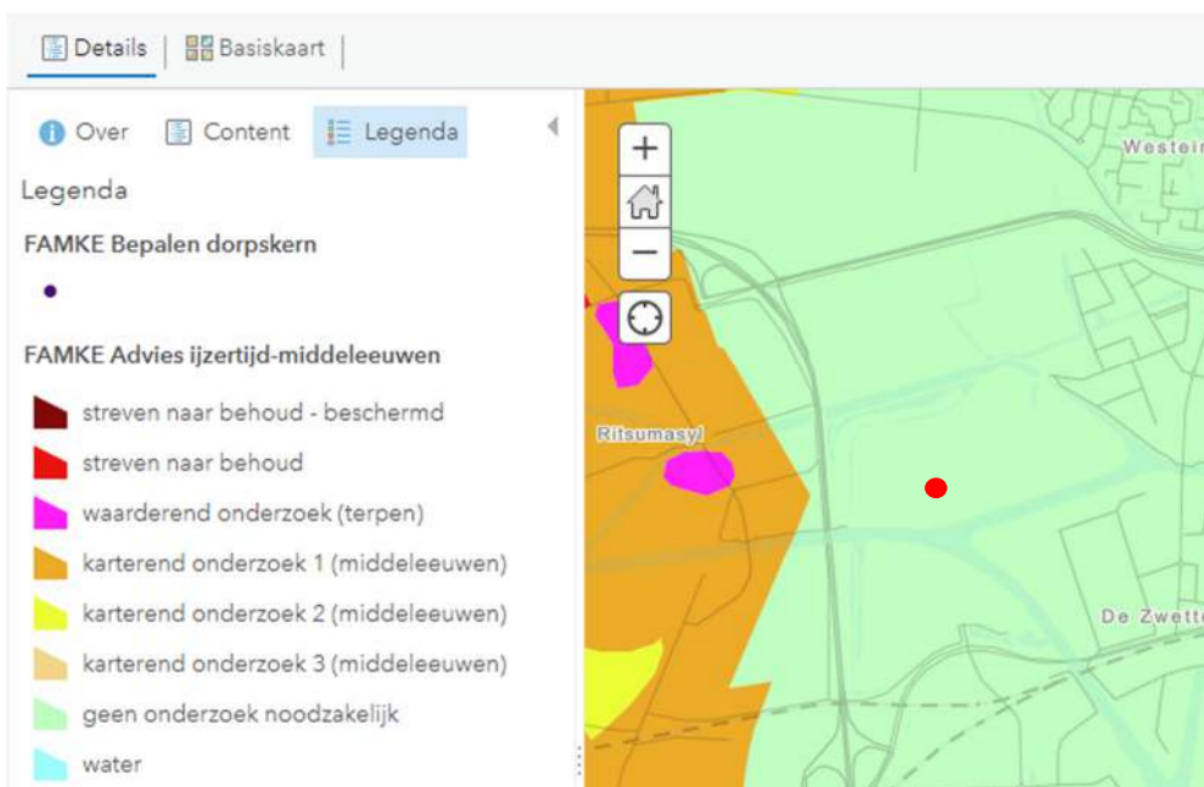 Details
Basiskaart
Over
Content
Legenda
Legenda
FAMKE Bepalen dorpskern
FAMKE Advies ijzertijd-middeleeuwen
streven naar behoud - beschermd
streven naar behoud
waarderend onderzoek (terpen)
karterend onderzoek 1 (middeleeuwen)
karterend onderzoek 2 (middeleeuwen)
karterend onderzoek 3 (middeleeuwen)
geen onderzoek noodzakelijk
water
+
−
Westein
Ritsumasyl
De Zwette